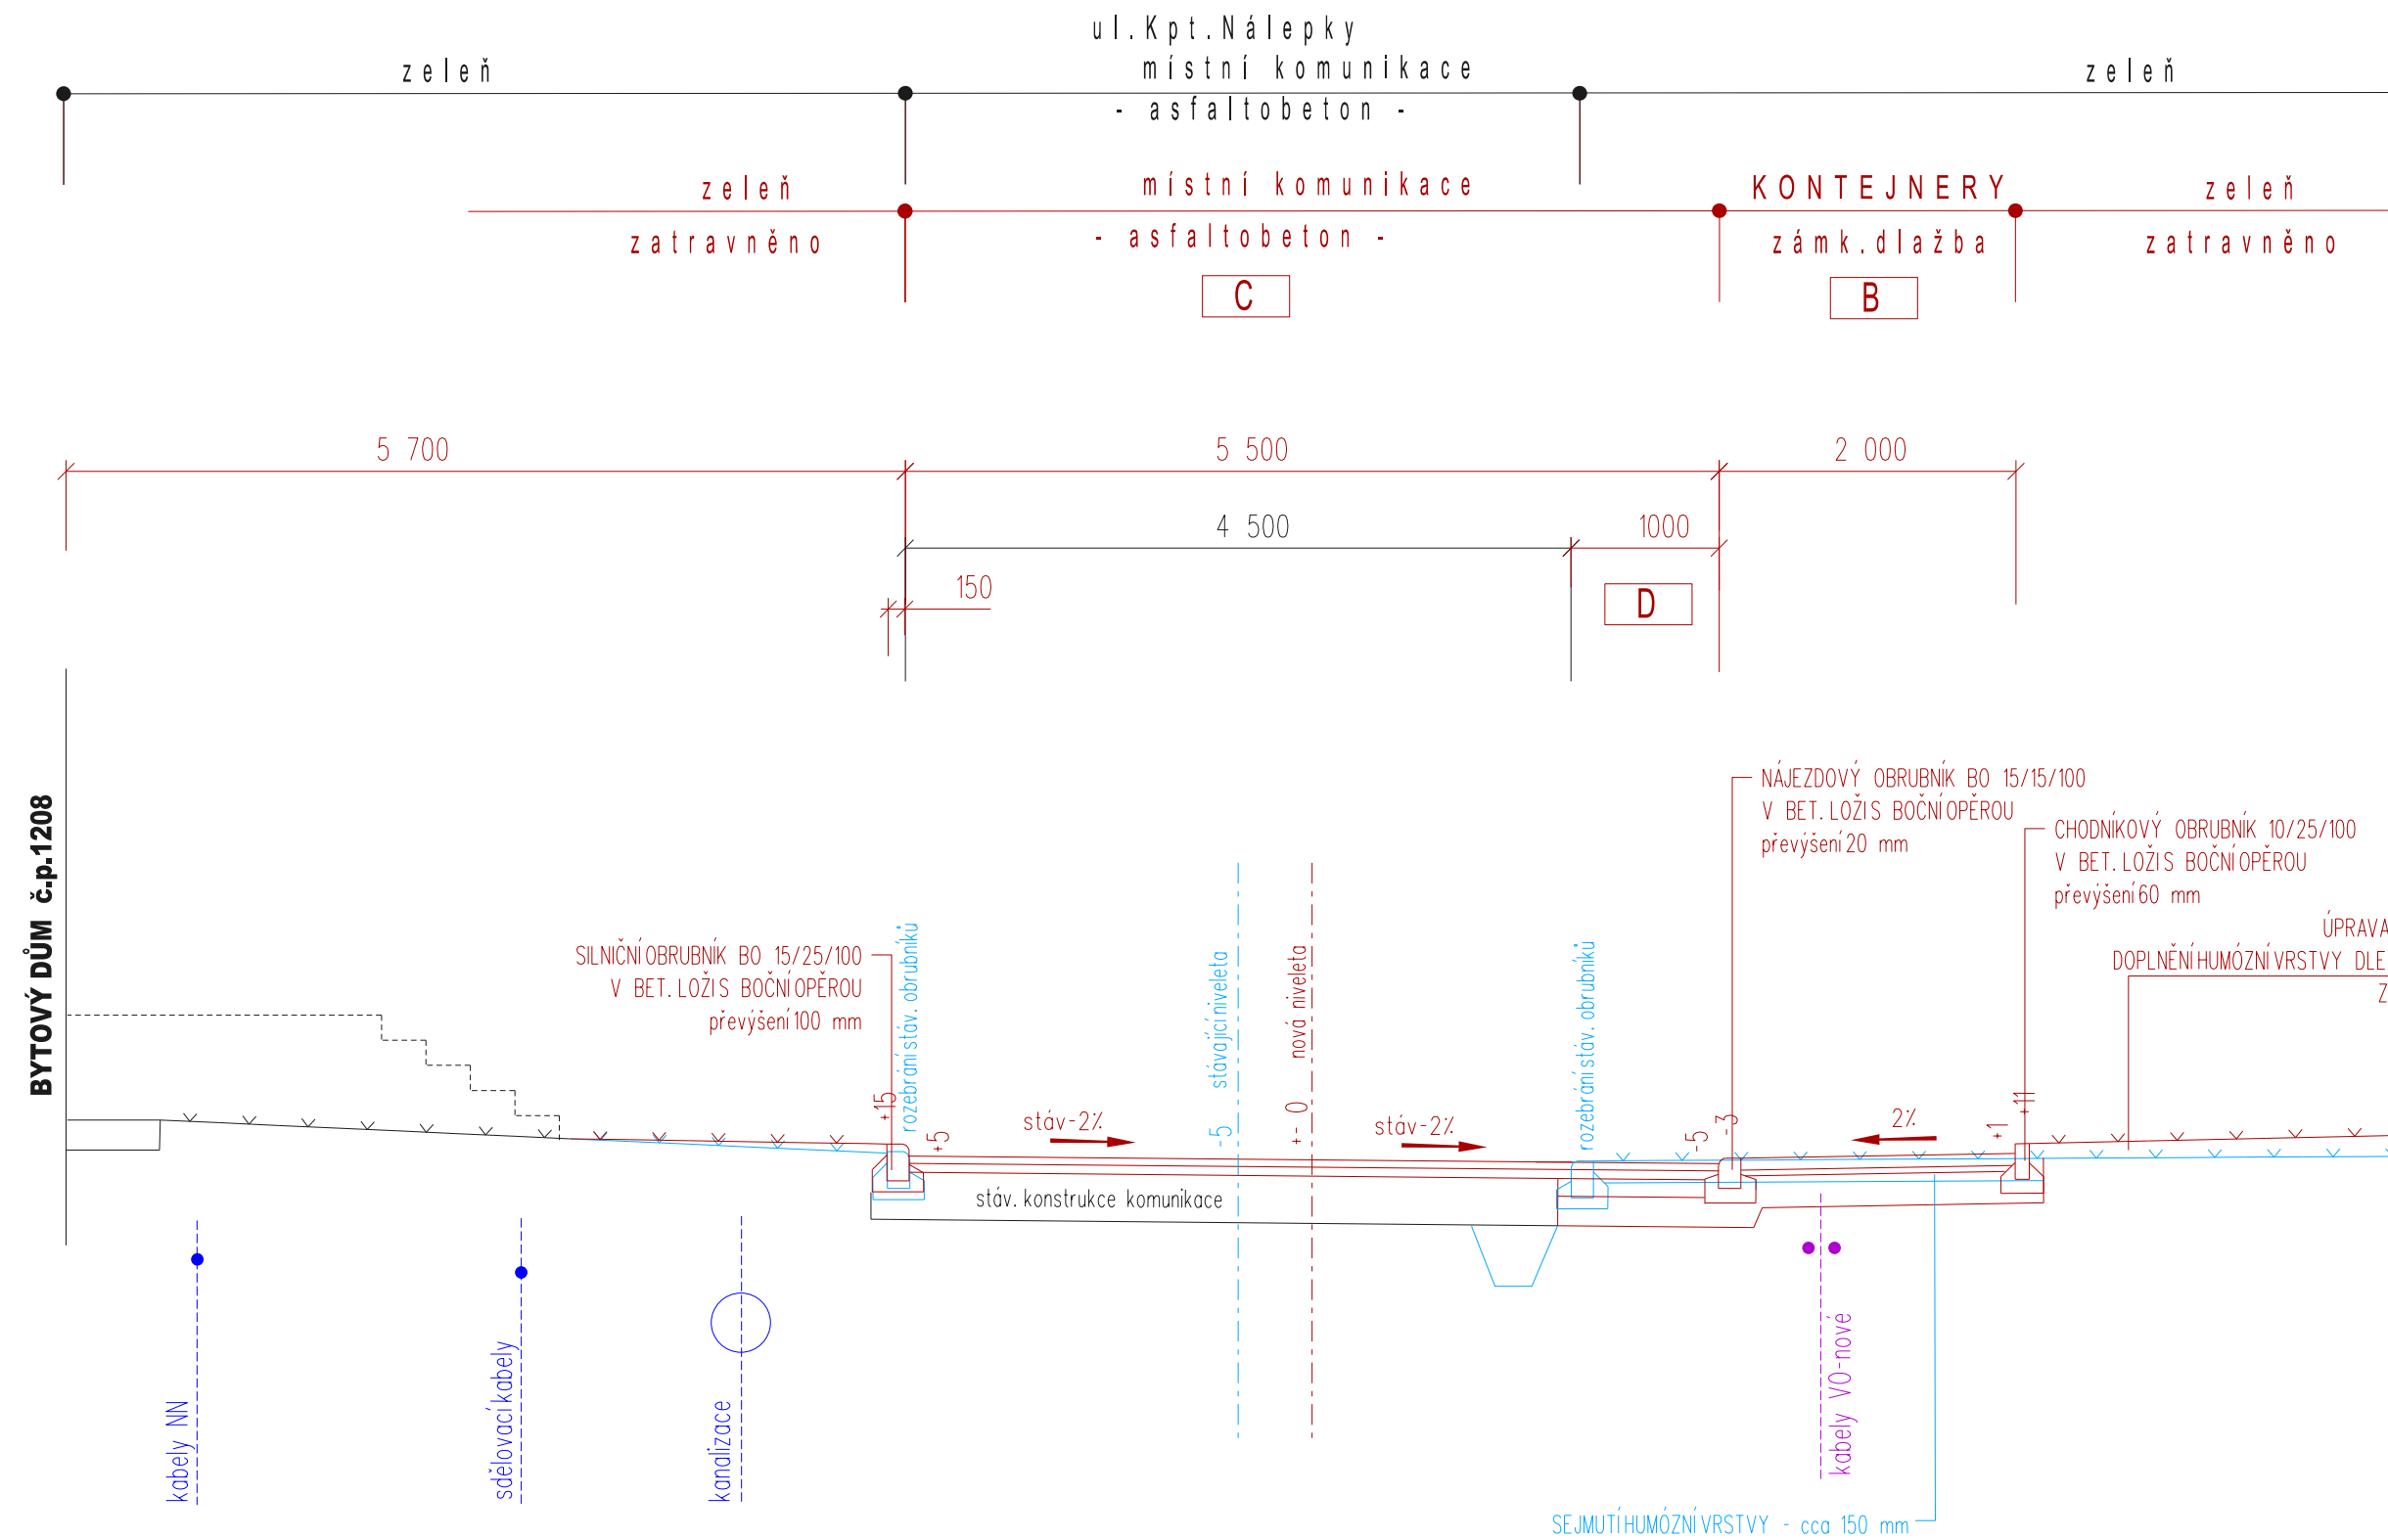 ul.Kpt.Nálepky
zeleň
místní komunikace
zeleň
- asfaltobeton -
zeleň
místní komunikace
KONTEJNERY
zeleň
zatravněno
- asfaltobeton -
zámk.dlažba
zatravněno
C
B
5 700
5 500
2 000
4 500
1000
150
D
BYTOVÝ DŮM č.p.1208
NÁJEZDOVÝ OBRUBNÍK BO 15/15/100
V BET. LOŽI S BOČNÍ OPĚROU
převýšení 20 mm
CHODNÍKOVÝ OBRUBNÍK 10/25/100
V BET. LOŽI S BOČNÍ OPĚROU
převýšení 60 mm
ÚPRAVA
DOPLNĚNÍ HUMÓZNÍ VRSTVY DLE
Z
SILNIČNÍ OBRUBNÍK BO 15/25/100
V BET. LOŽI S BOČNÍ OPĚROU
převýšení 100 mm
rozebrání stáv. obrubníků
-5 stávající niveleta
+- 0 nová niveleta
rozebrání stáv. obrubníků
+15
+5
stáv-2%
stáv-2%
-5
-3
2%
+1
+11
stáv. konstrukce komunikace
kabely NN
sdělovací kabely
kanalizace
kabely VO-nové
SEJMUTÍ HUMÓZNÍ VRSTVY - cca 150 mm